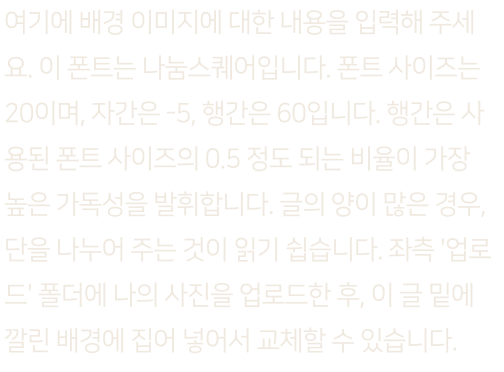 여기에 배경 이미지에 대한 내용을 입력해 주세
요. 이 폰트는 나눔스퀘어입니다. 폰트 사이즈는
20이며, 자간은 -5, 행간은 60입니다. 행간은 사
용된 폰트 사이즈의 0.5 정도 되는 비율이 가장
높은 가독성을 발휘합니다. 글의 양이 많은 경우,
단을 나누어 주는 것이 읽기 쉽습니다. 좌측 '업로
드' 폴더에 나의 사진을 업로드한 후, 이 글 밑에
깔린 배경에 집어 넣어서 교체할 수 있습니다.